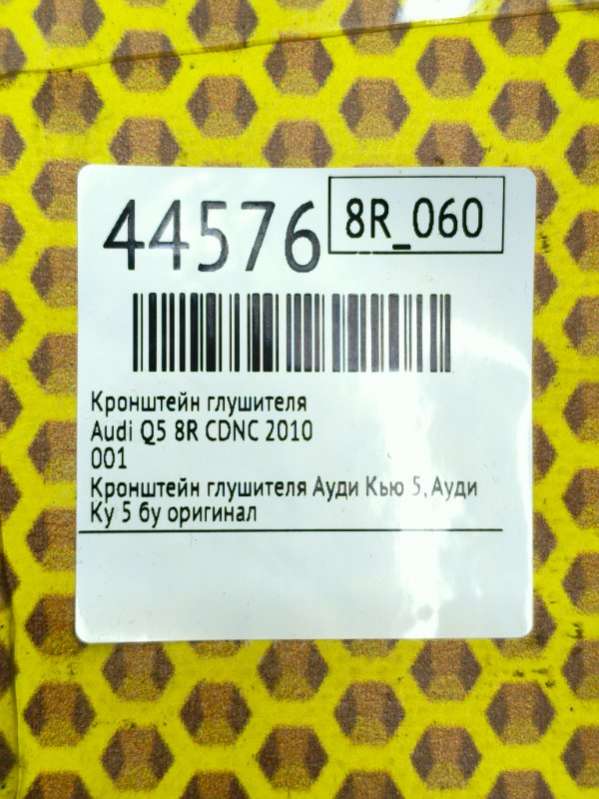 44576
8R_060
Кронштейн глушителя
Audi Q5 8R CDNC 2010
001
Кронштейн глушителя Ауди Кью 5, Ауди
Ку 5 бу оригинал